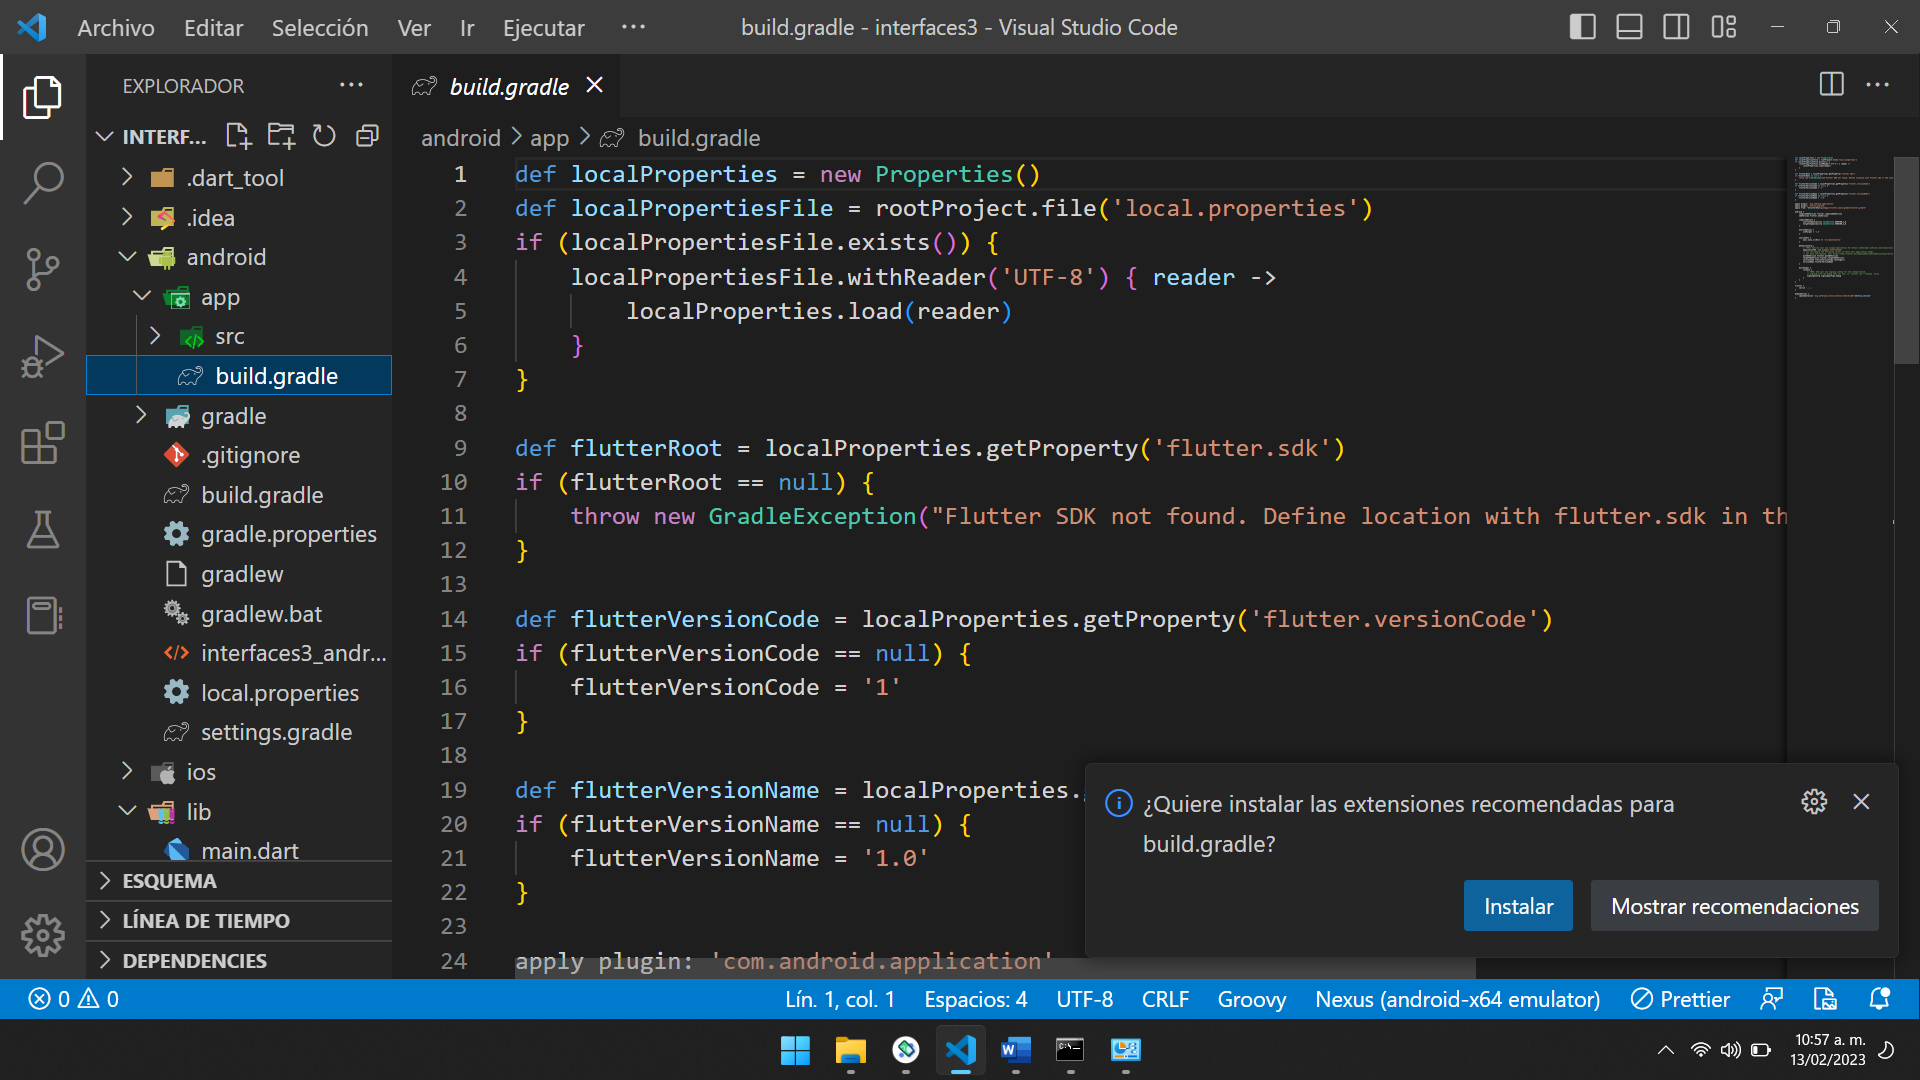 Archivo Editar Selección Ver Ir Ejecutar ··· build.gradle - interfaces3 - Visual Studio Code
EXPLORADOR ···
INTERF...
.dart_tool
.idea
android
app
src
build.gradle
gradle
.gitignore
build.gradle
gradle.properties
gradlew
gradlew.bat
interfaces3_andr...
local.properties
settings.gradle
ios
lib
main.dart
ESQUEMA
LÍNEA DE TIEMPO
DEPENDENCIES
build.gradle
android > app > build.gradle
1 def localProperties = new Properties()
2 def localPropertiesFile = rootProject.file('local.properties')
3 if (localPropertiesFile.exists()) {
4 localPropertiesFile.withReader('UTF-8') { reader ->
5 localProperties.load(reader)
6 }
7 }
8
9 def flutterRoot = localProperties.getProperty('flutter.sdk')
10 if (flutterRoot == null) {
11 throw new GradleException("Flutter SDK not found. Define location with flutter.sdk in th
12 }
13
14 def flutterVersionCode = localProperties.getProperty('flutter.versionCode')
15 if (flutterVersionCode == null) {
16 flutterVersionCode = '1'
17 }
18
19 def flutterVersionName = localProperties.
20 if (flutterVersionName == null) {
21 flutterVersionName = '1.0'
22 }
23
24 apply plugin: 'com.android.application'
¿Quiere instalar las extensiones recomendadas para
build.gradle?
Instalar Mostrar recomendaciones
0 0 Lín. 1, col. 1 Espacios: 4 UTF-8 CRLF Groovy Nexus (android-x64 emulator) Prettier
10:57 a. m.
13/02/2023